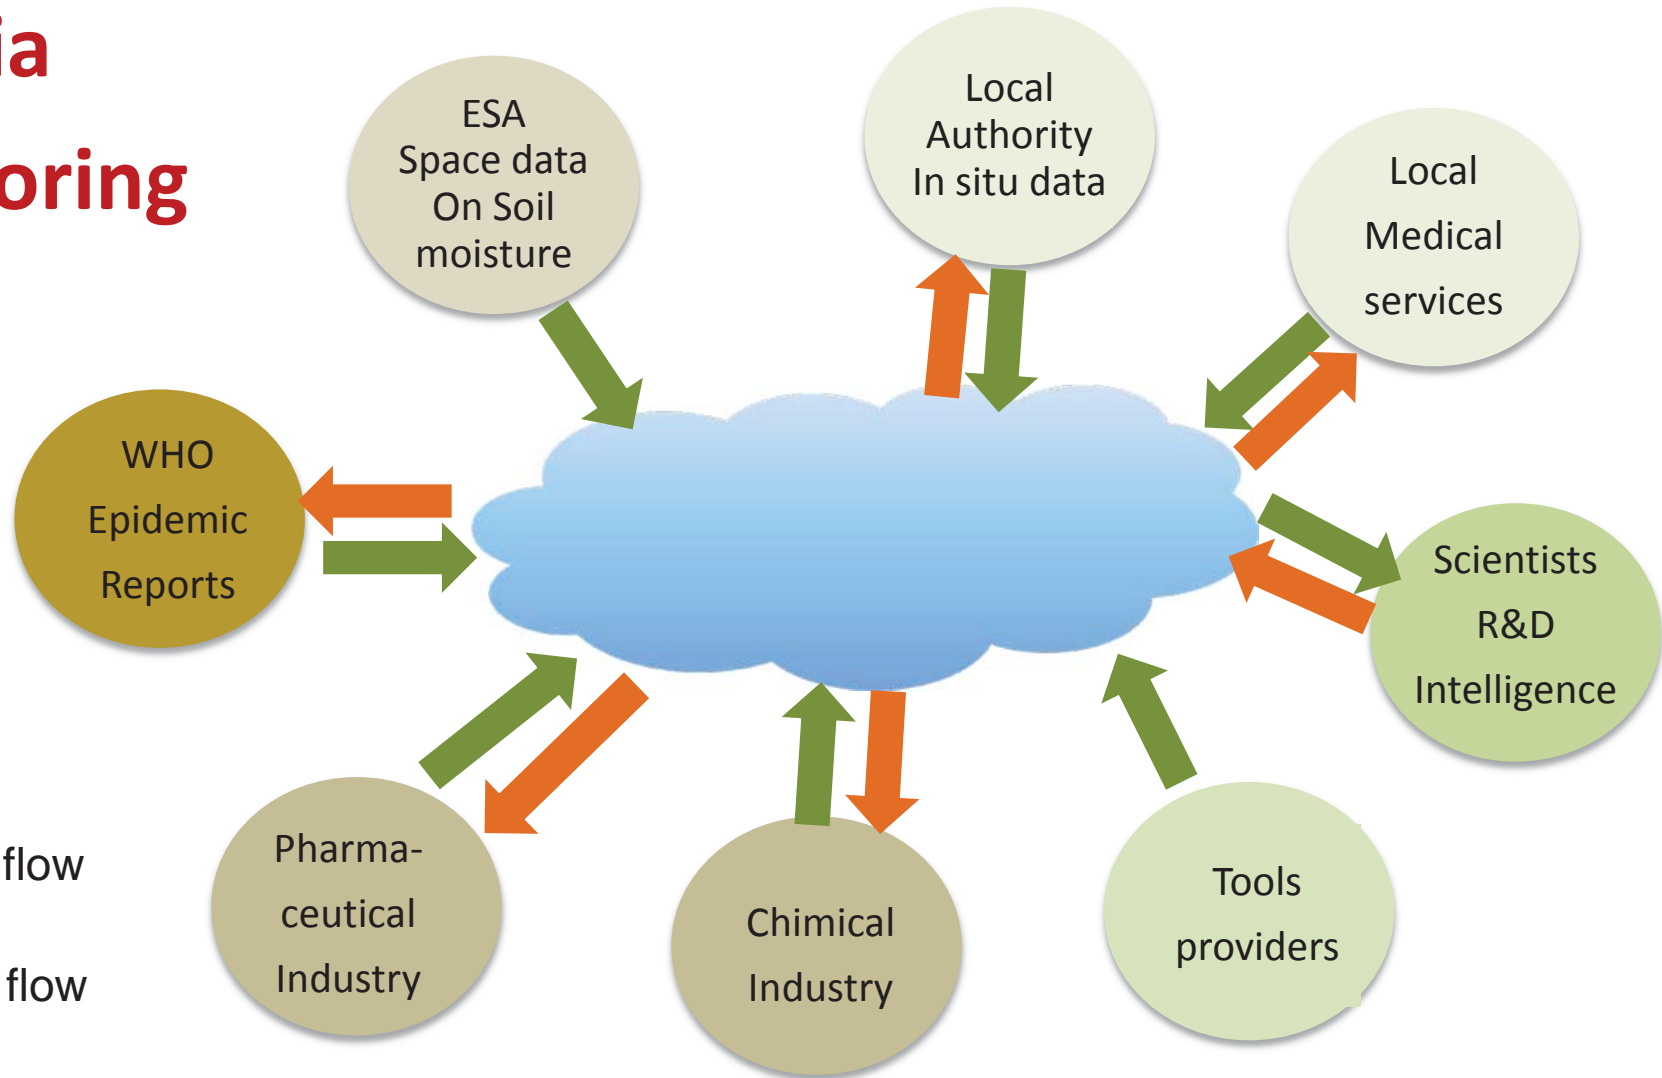 ia
oring
ESA
Space data
On Soil
moisture
Local
Authority
In situ data
Local
Medical
services
WHO
Epidemic
Reports
Scientists
R&D
Intelligence
Pharma-
ceutical
Industry
Chimical
Industry
Tools
providers
flow
flow